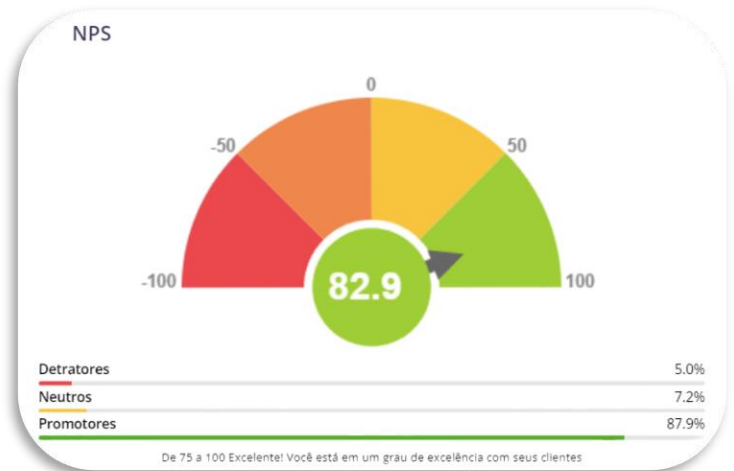 NPS
0
-50
50
-100
82.9
100
Detratores 5.0%
Neutros 7.2%
Promotores 87.9%
De 75 a 100 Excelente! Você está em um grau de excelência com seus clientes